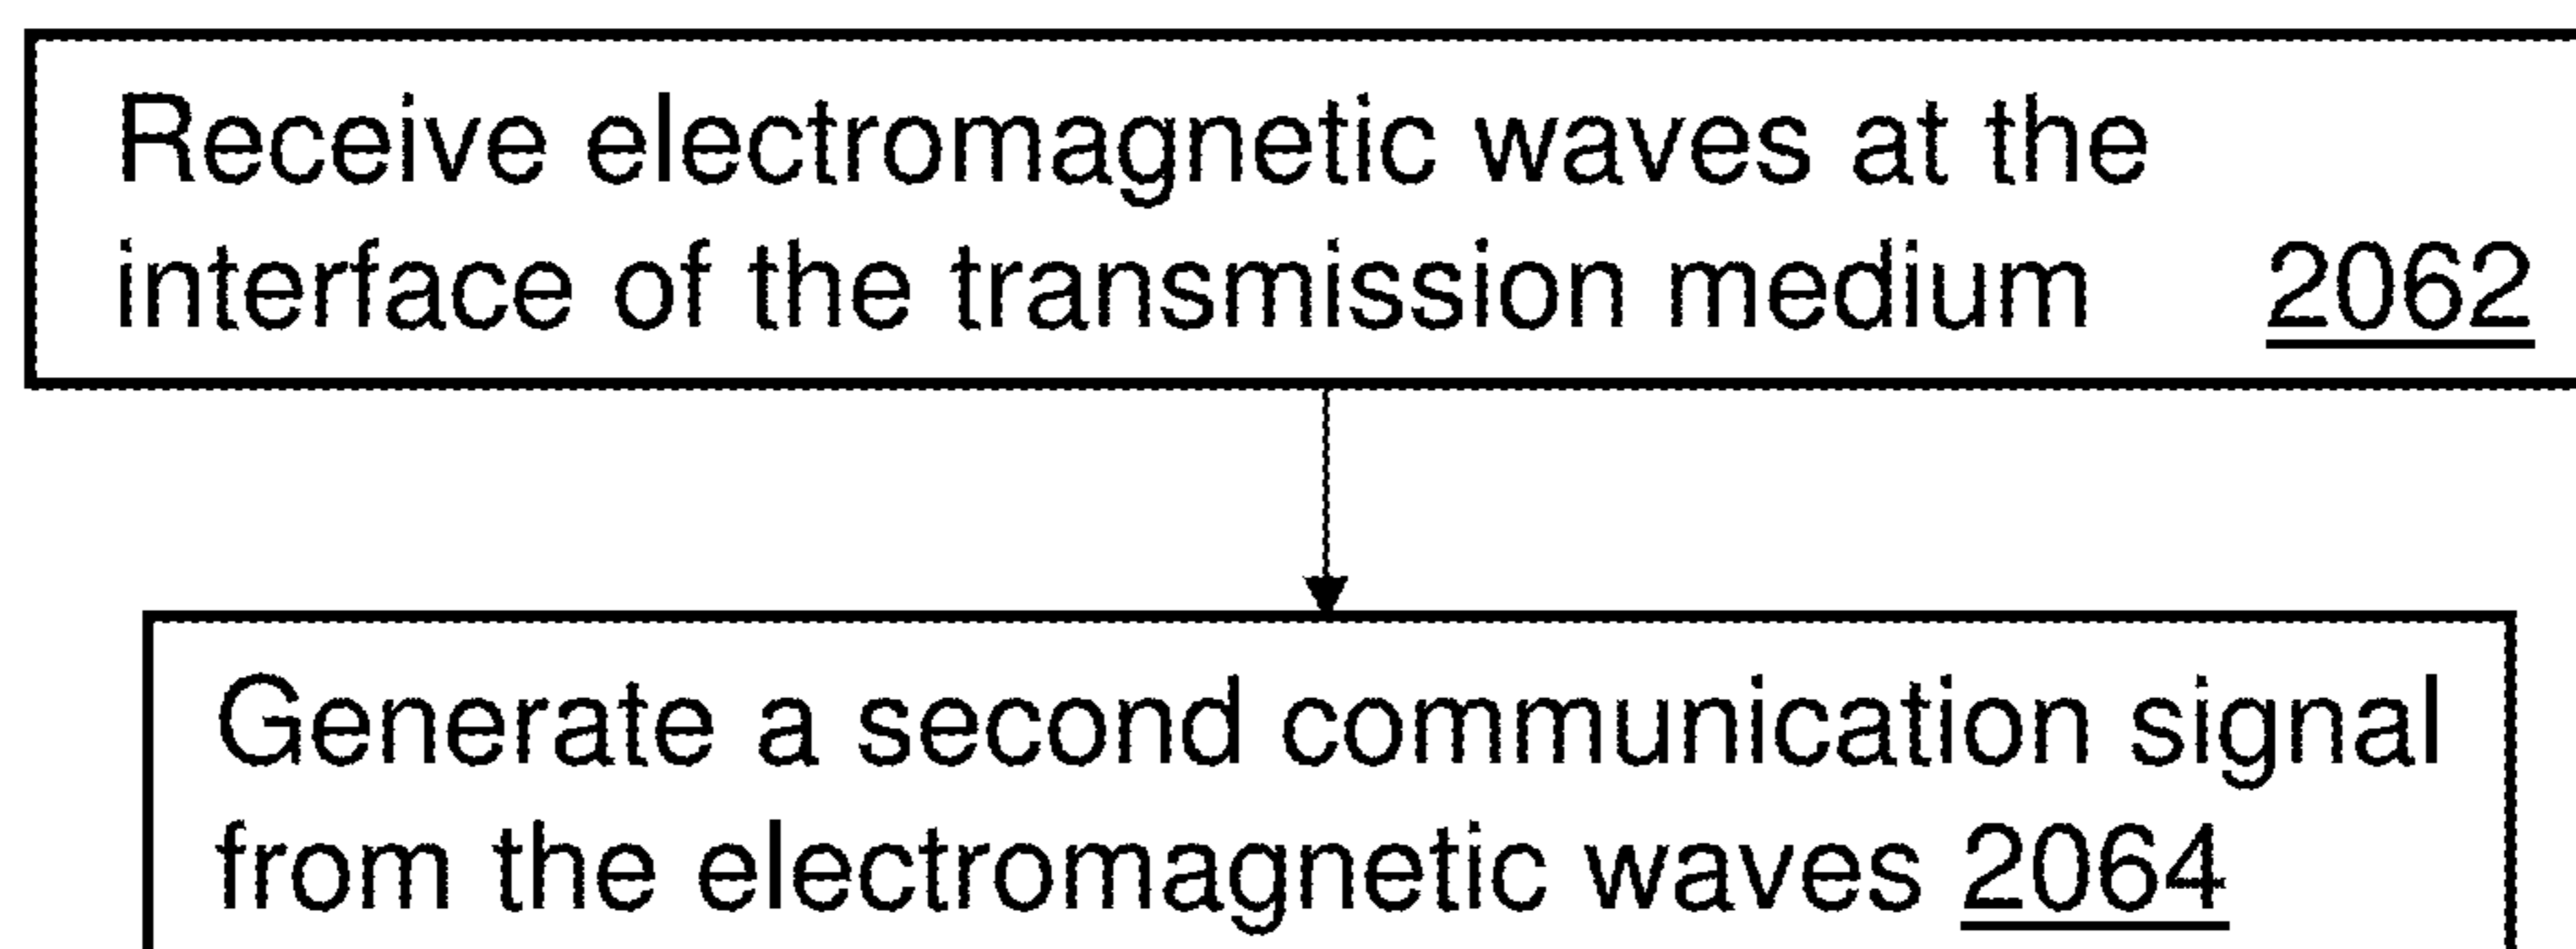 Receive electromagnetic waves at the
interface of the transmission medium 2062
Generate a second communication signal
from the electromagnetic waves 2064